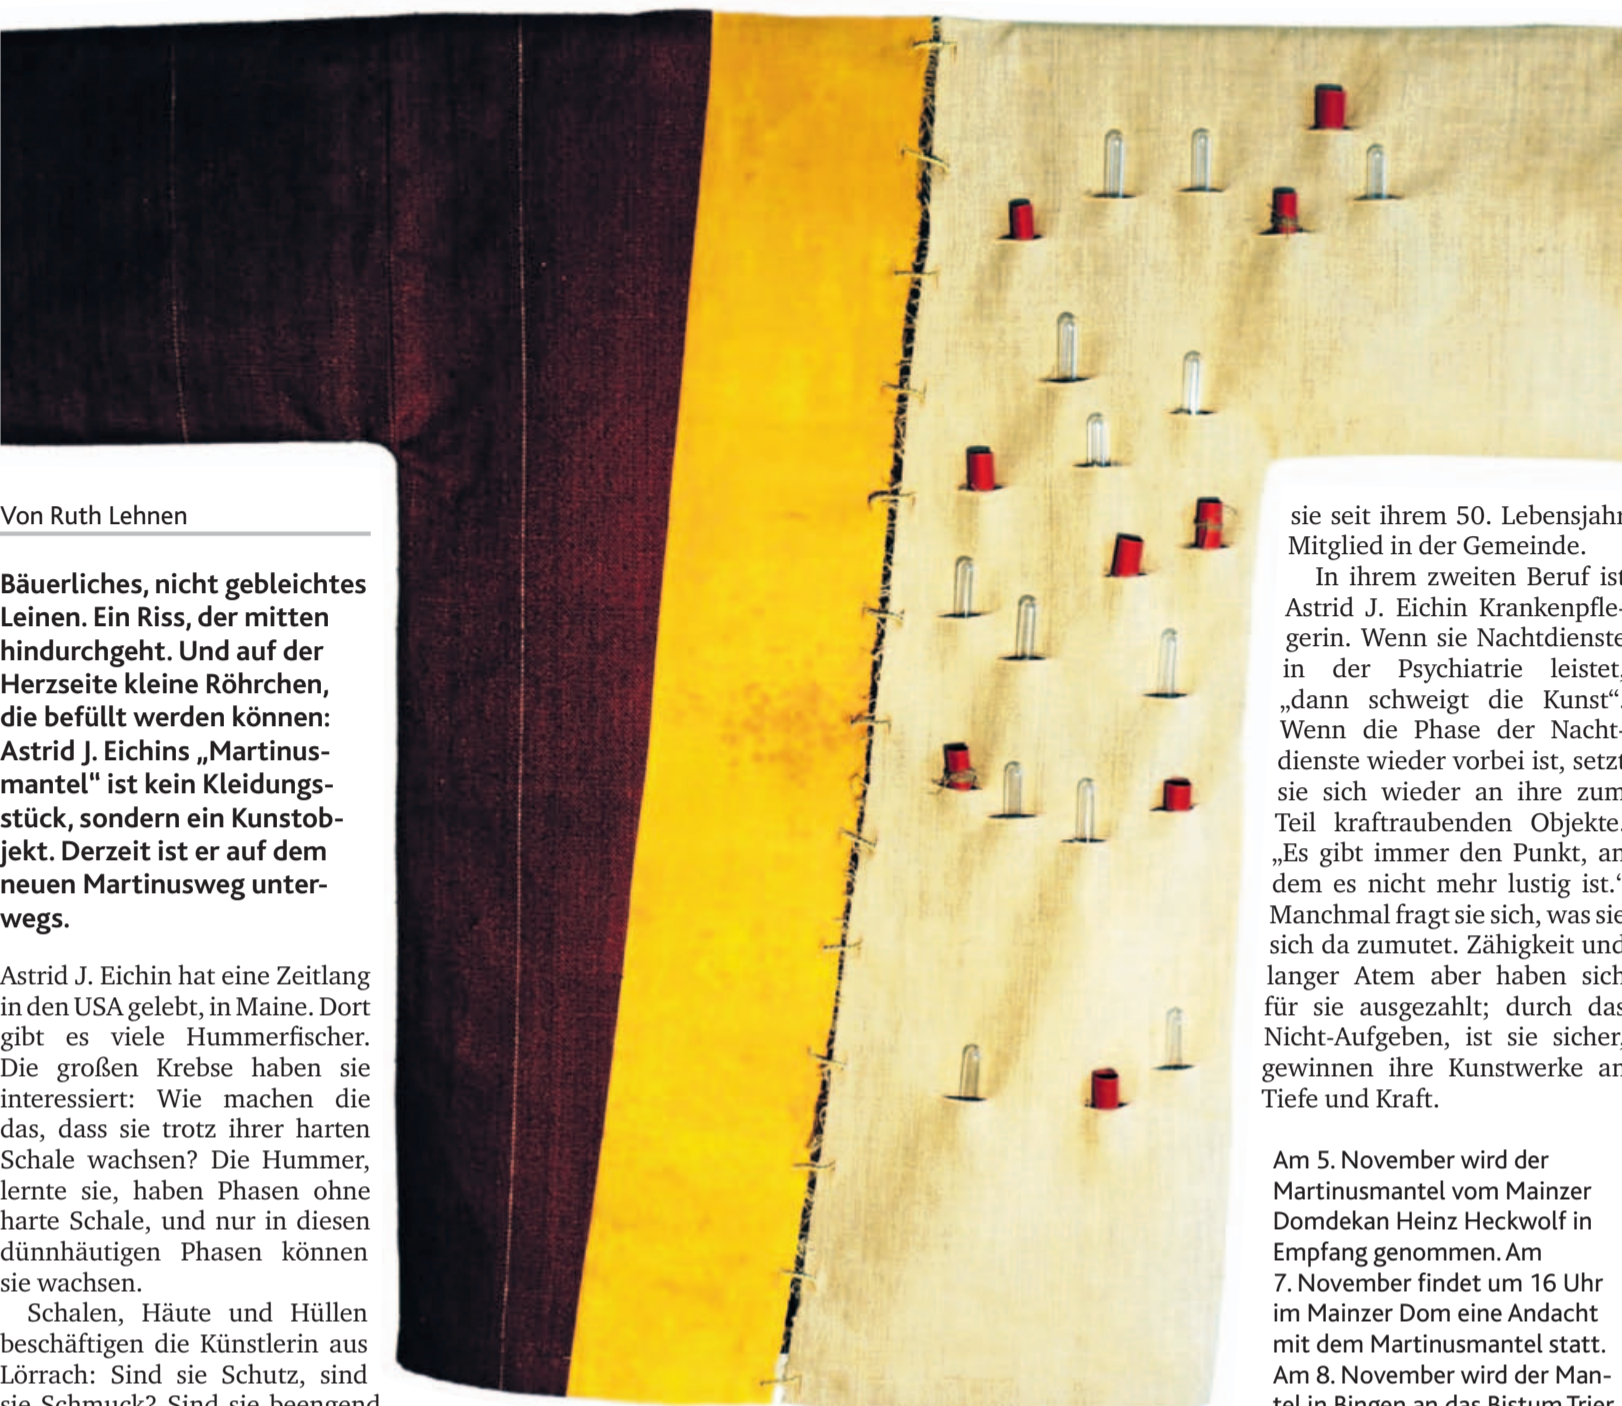 Von Ruth Lehnen
Bäuerliches, nicht gebleichtes
Leinen. Ein Riss, der mitten
hindurchgeht. Und auf der
Herzseite kleine Röhrchen,
die befüllt werden können:
Astrid J. Eichins „Martinus-
mantel“ ist kein Kleidungs-
stück, sondern ein Kunstob-
jekt. Derzeit ist er auf dem
neuen Martinusweg unter-
wegs.
Astrid J. Eichin hat eine Zeitlang
in den USA gelebt, in Maine. Dort
gibt es viele Hummerfischer.
Die großen Krebse haben sie
interessiert: Wie machen die
das, dass sie trotz ihrer harten
Schale wachsen? Die Hummer,
lernte sie, haben Phasen ohne
harte Schale, und nur in diesen
dünnhäutigen Phasen können
sie wachsen.
Schalen, Häute und Hüllen
beschäftigen die Künstlerin aus
Lörrach: Sind sie Schutz, sind
sie Schmuck? Sind sie beengend
sie seit ihrem 50. Lebensjahr
Mitglied in der Gemeinde.
In ihrem zweiten Beruf ist
Astrid J. Eichin Krankenpfle-
gerin. Wenn sie Nachtdienste
in der Psychiatrie leistet,
„dann schweigt die Kunst“.
Wenn die Phase der Nacht-
dienste wieder vorbei ist, setzt
sie sich wieder an ihre zum
Teil kraftraubenden Objekte.
„Es gibt immer den Punkt, an
dem es nicht mehr lustig ist.“
Manchmal fragt sie sich, was sie
sich da zumutet. Zähigkeit und
langer Atem aber haben sich
für sie ausgezahlt; durch das
Nicht-Aufgeben, ist sie sicher,
gewinnen ihre Kunstwerke an
Tiefe und Kraft.
Am 5. November wird der
Martinusmantel vom Mainzer
Domdekan Heinz Heckwolf in
Empfang genommen. Am
7. November findet um 16 Uhr
im Mainzer Dom eine Andacht
mit dem Martinusmantel statt.
Am 8. November wird der Man-
tel in Bingen an das Bistum Trier